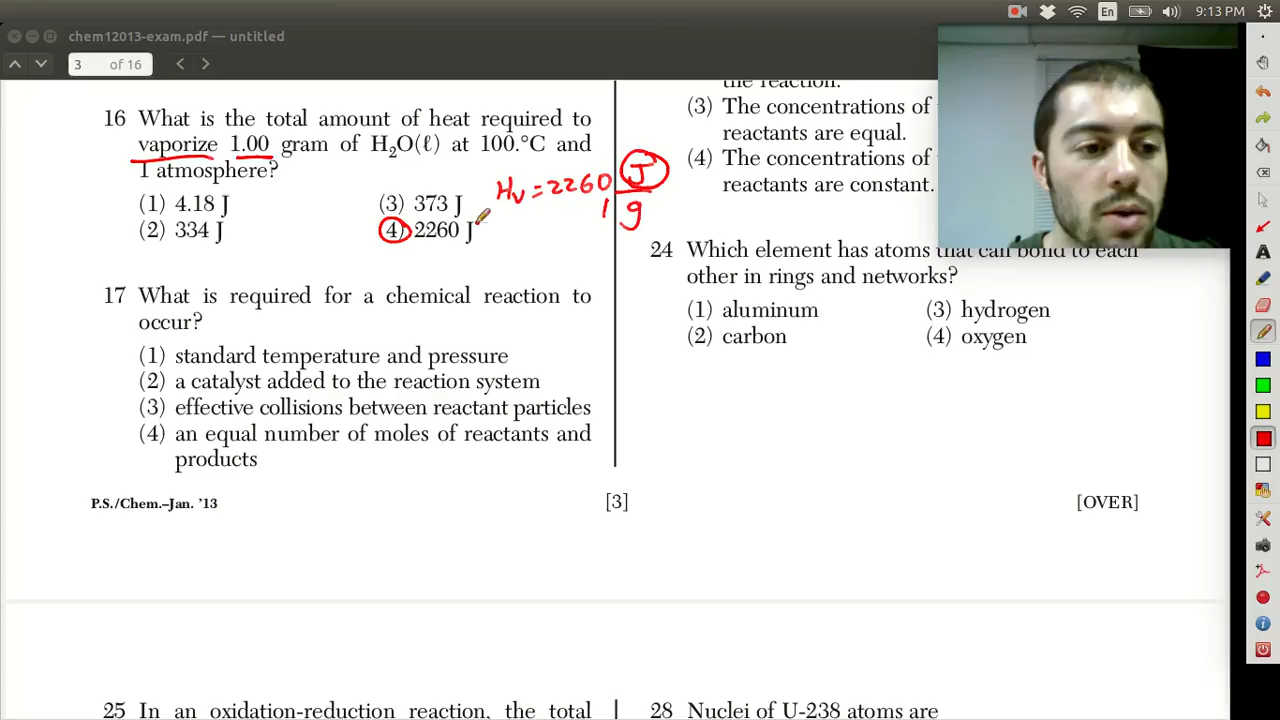 En
9:13 PM
chem12013-exam.pdf — untitled
3 of 16
16 What is the total amount of heat required to
vaporize 1.00 gram of H₂O(ℓ) at 100.°C and
1 atmosphere?
(1) 4.18 J
(3) 373 J
(2) 334 J
(4) 2260 J
Hv = 2260 J
1 g
17 What is required for a chemical reaction to
occur?
(1) standard temperature and pressure
(2) a catalyst added to the reaction system
(3) effective collisions between reactant particles
(4) an equal number of moles of reactants and
products
the reaction.
(3) The concentrations of
reactants are equal.
(4) The concentrations of
reactants are constant.
24 Which element has atoms that can bond to each
other in rings and networks?
(1) aluminum
(3) hydrogen
(2) carbon
(4) oxygen
P.S./Chem.–Jan. ’13
[3]
[OVER]
25 In an oxidation-reduction reaction, the total
28 Nuclei of U-238 atoms are